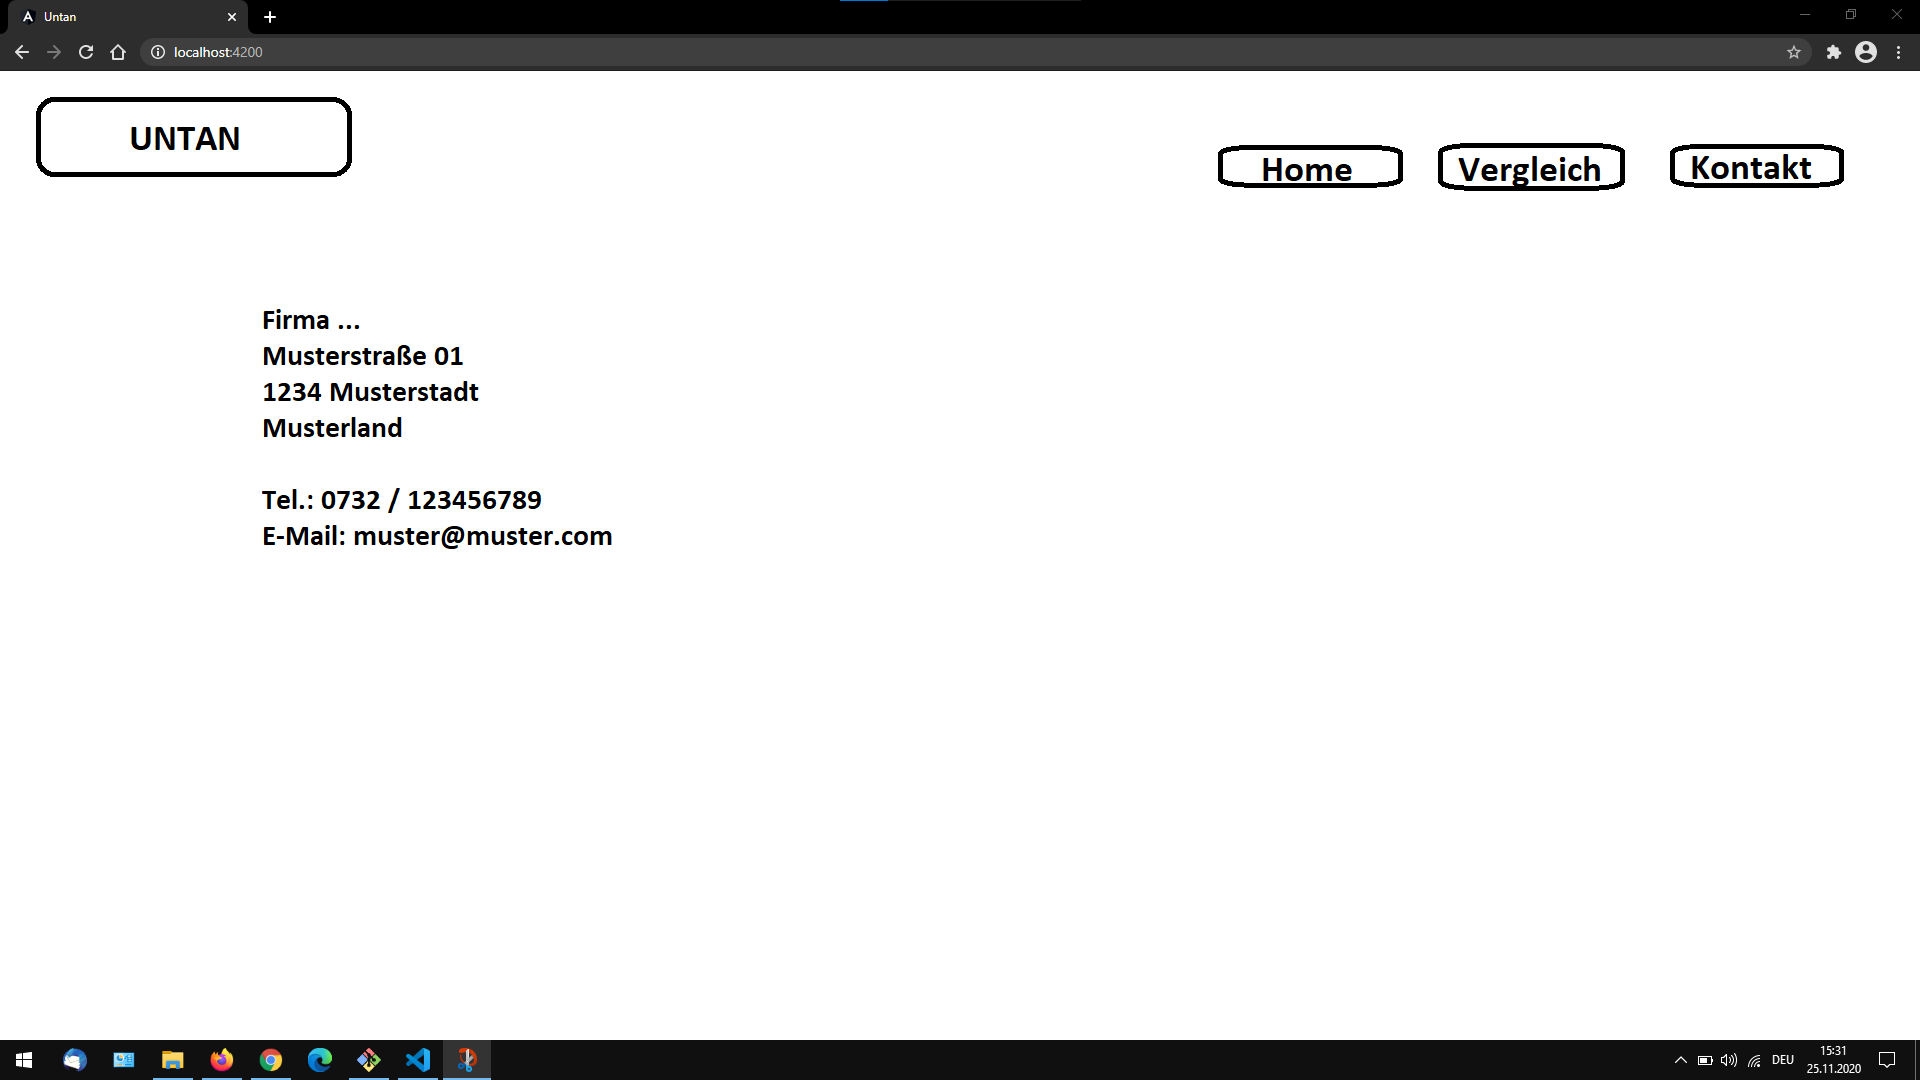 Untan
localhost:4200
UNTAN
Home
Vergleich
Kontakt
Firma ...
Musterstraße 01
1234 Musterstadt
Musterland
Tel.: 0732 / 123456789
E-Mail: muster@muster.com
DEU
15:31
25.11.2020